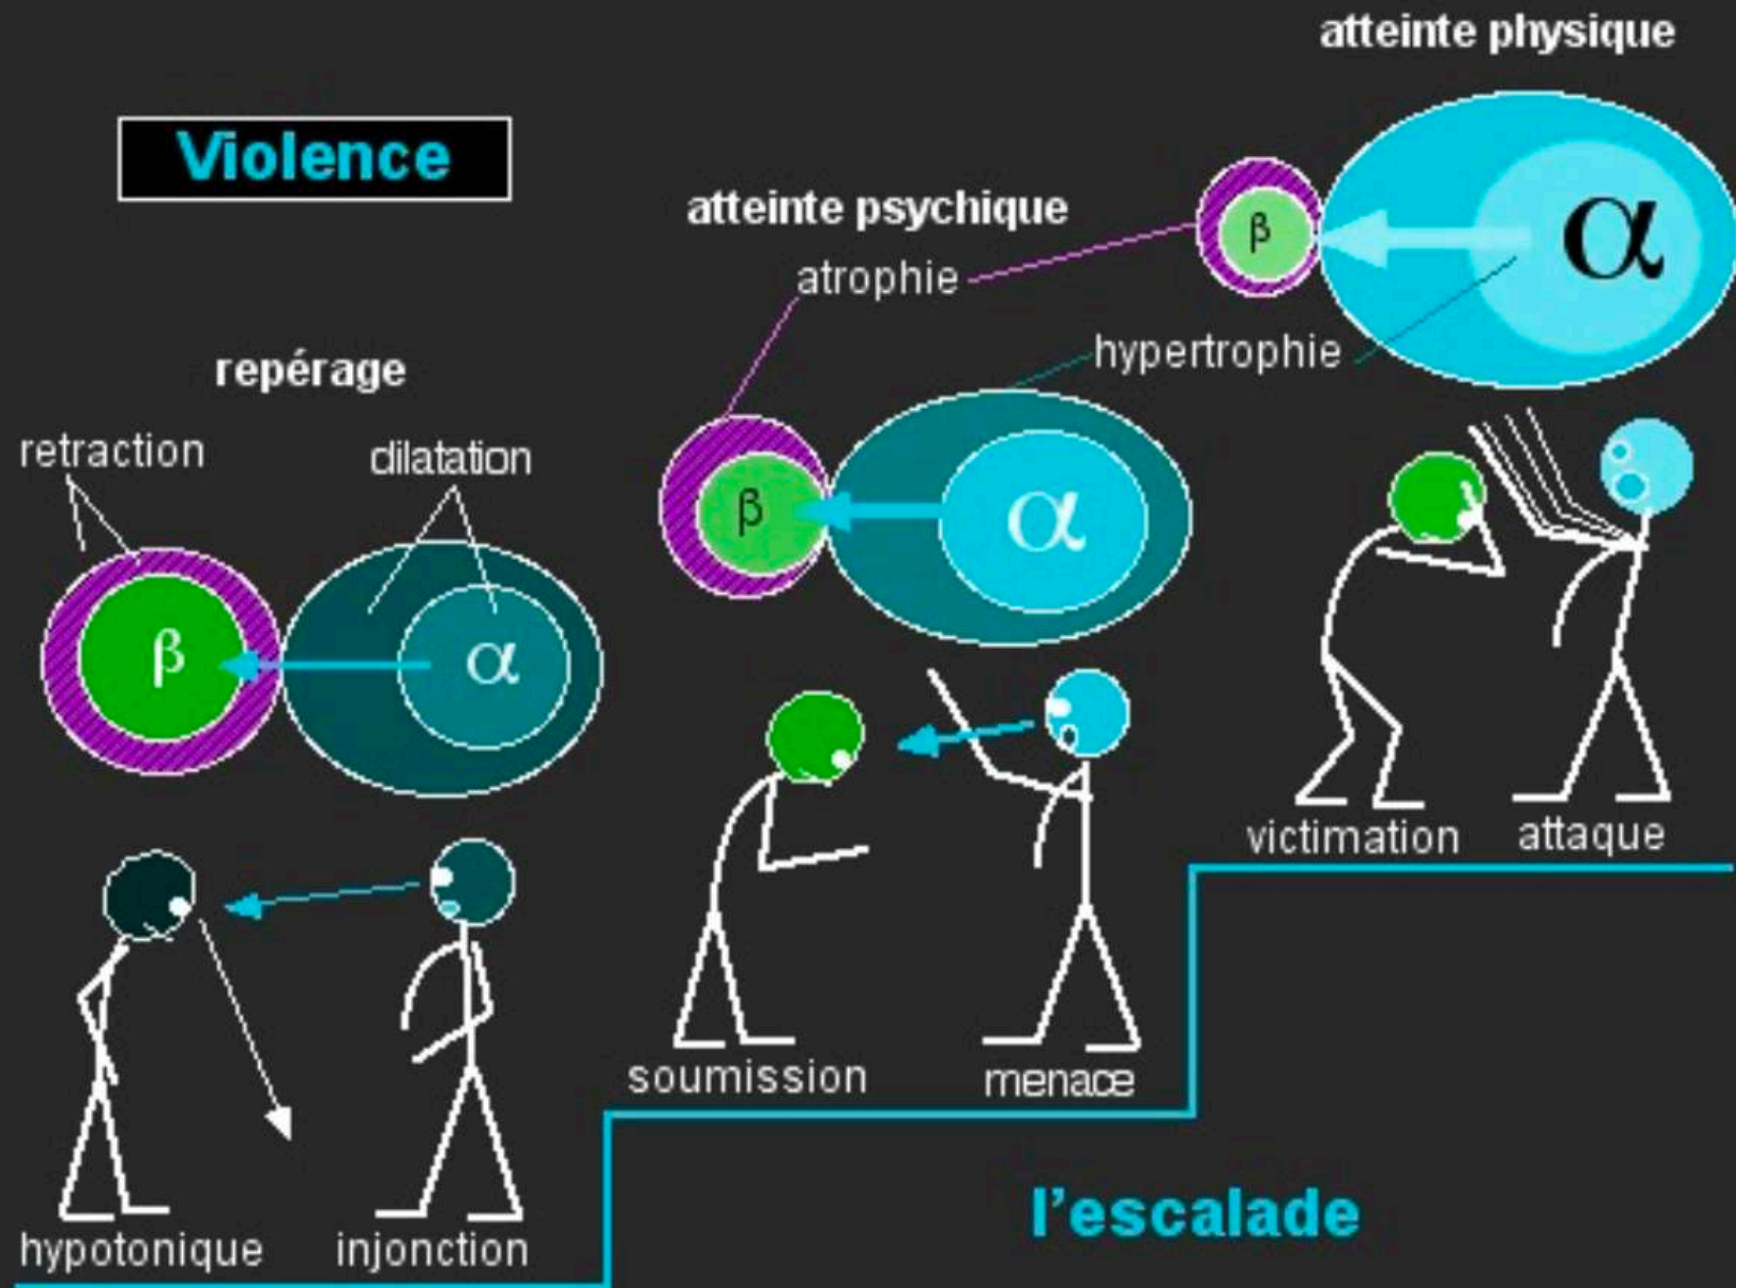 atteinte physique
Violence
atteinte psychique
β
α
atrophie
hypertrophie
repérage
retraction
dilatation
β
α
β
α
victimation
attaque
soumission
menace
l'escalade
hypotonique
injonction